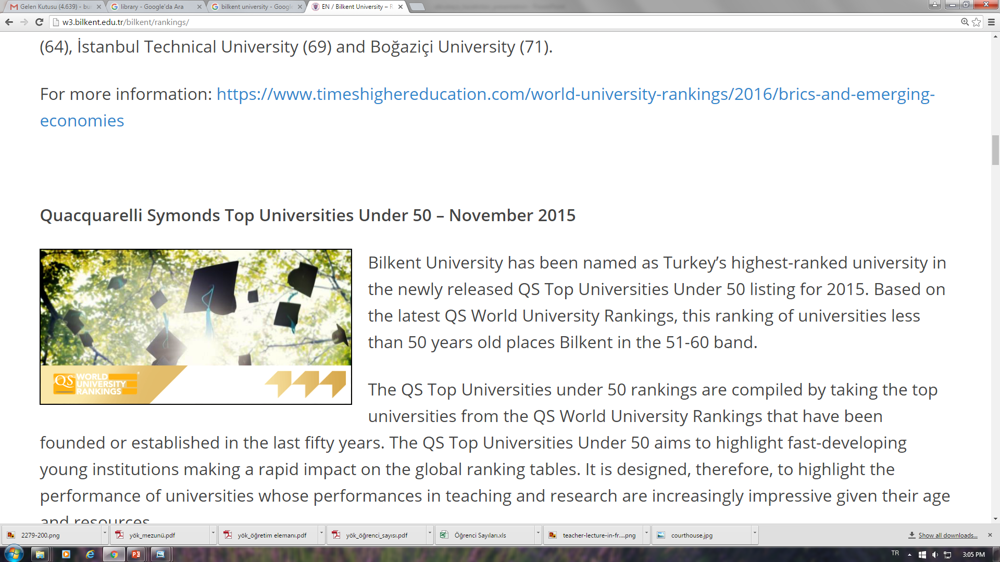 Gelen Kutusu (4.639) - bu
library - Google'da Ara
bilkent university - Google
EN / Bilkent University – R
w3.bilkent.edu.tr/bilkent/rankings/
(64), İstanbul Technical University (69) and Boğaziçi University (71).
For more information: https://www.timeshighereducation.com/world-university-rankings/2016/brics-and-emerging-
economies
Quacquarelli Symonds Top Universities Under 50 – November 2015
Bilkent University has been named as Turkey’s highest-ranked university in
the newly released QS Top Universities Under 50 listing for 2015. Based on
the latest QS World University Rankings, this ranking of universities less
than 50 years old places Bilkent in the 51-60 band.
QS WORLD
UNIVERSITY
RANKINGS
The QS Top Universities under 50 rankings are compiled by taking the top
universities from the QS World University Rankings that have been
founded or established in the last fifty years. The QS Top Universities Under 50 aims to highlight fast-developing
young institutions making a rapid impact on the global ranking tables. It is designed, therefore, to highlight the
performance of universities whose performances in teaching and research are increasingly impressive given their age
and resources.
2279-200.png
yök_mezunü.pdf
yök_öğretim elemanı.pdf
yök_öğrenci_sayısı.pdf
Öğrenci Sayıları.xls
teacher-lecture-in-fr....png
courthouse.jpg
Show all downloads...
TR
3:05 PM